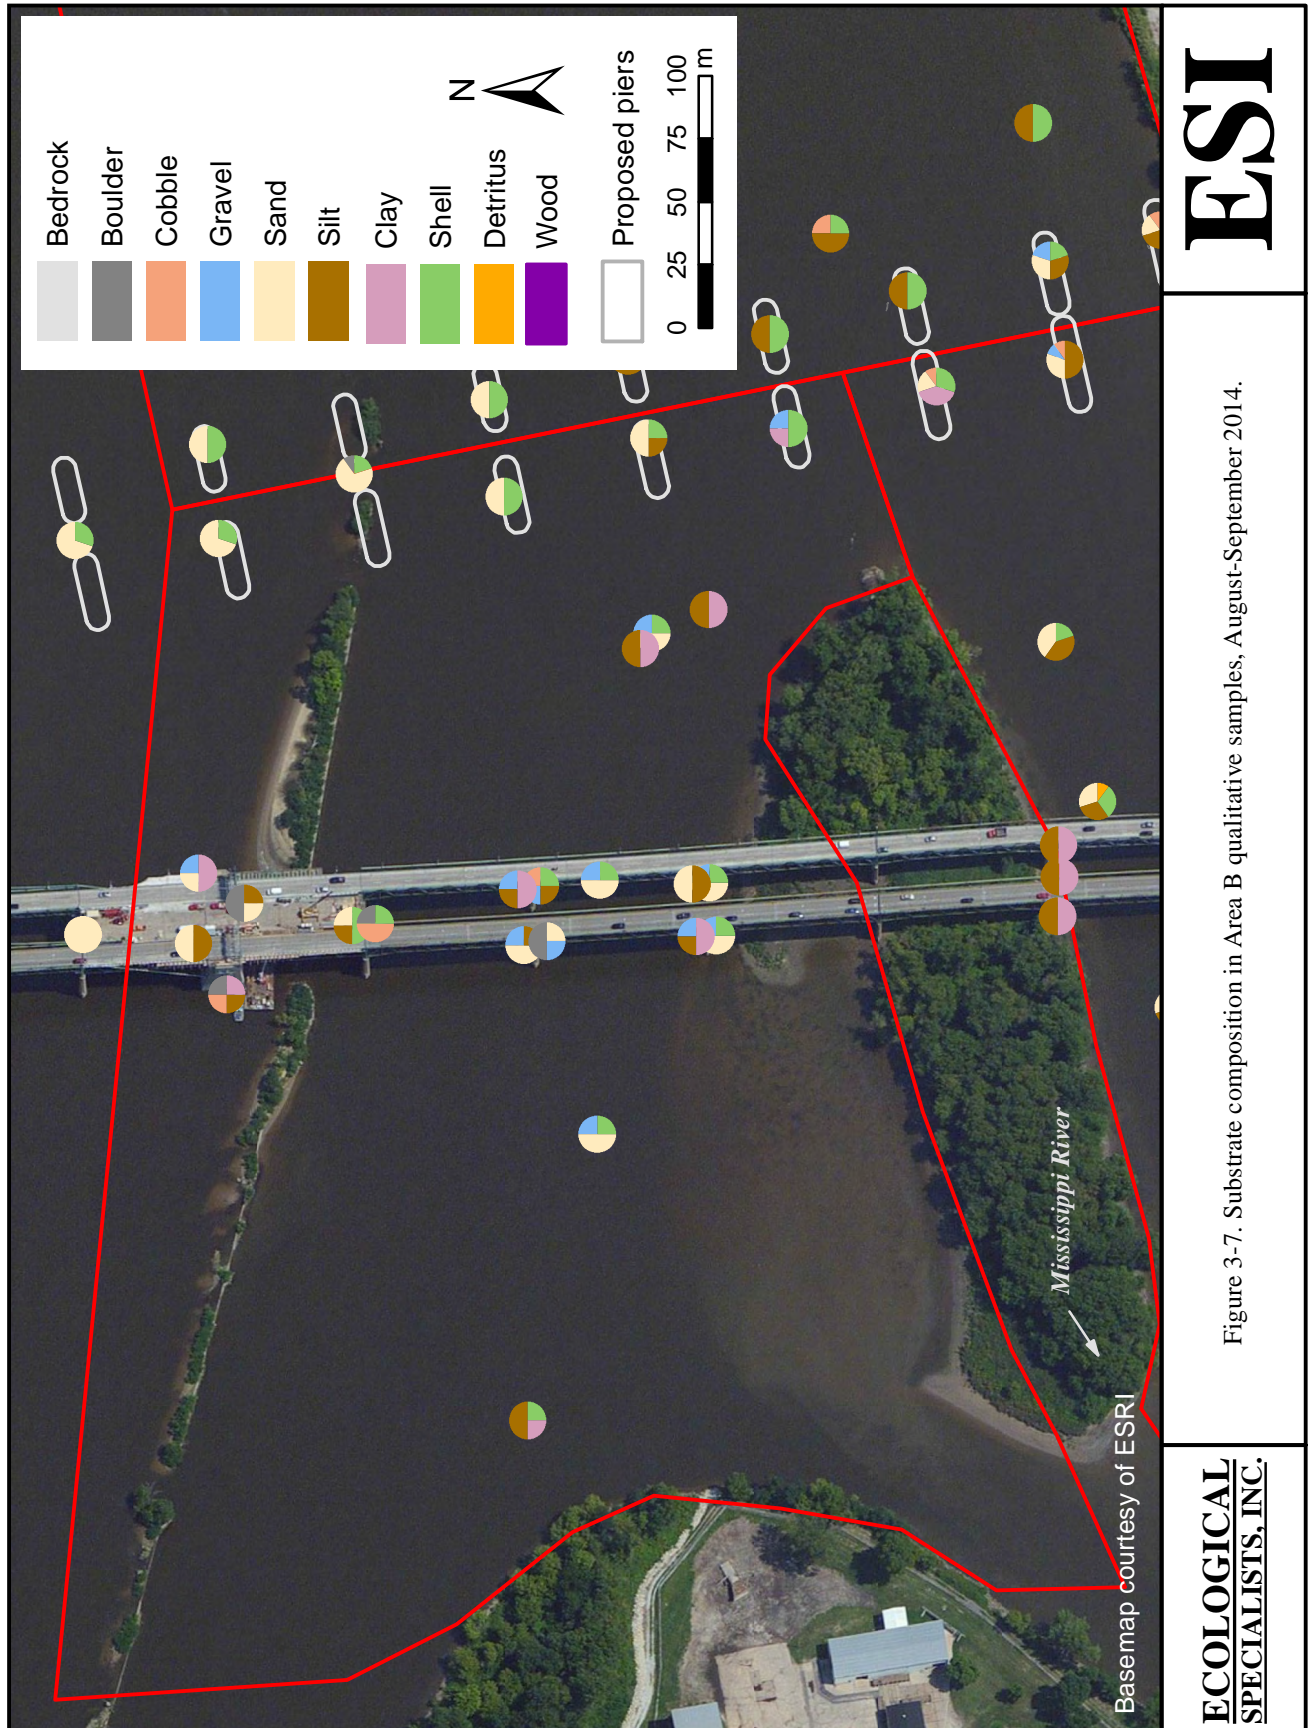 Bedrock
Boulder
Cobble
Gravel
Sand
Silt
Clay
Shell
Detritus
Wood
N
Proposed piers
0 25 50 75 100
m
Mississippi River
Basemap courtesy of ESRI
ECOLOGICAL
SPECIALISTS, INC.
Figure 3-7. Substrate composition in Area B qualitative samples, August-September 2014.
ESI